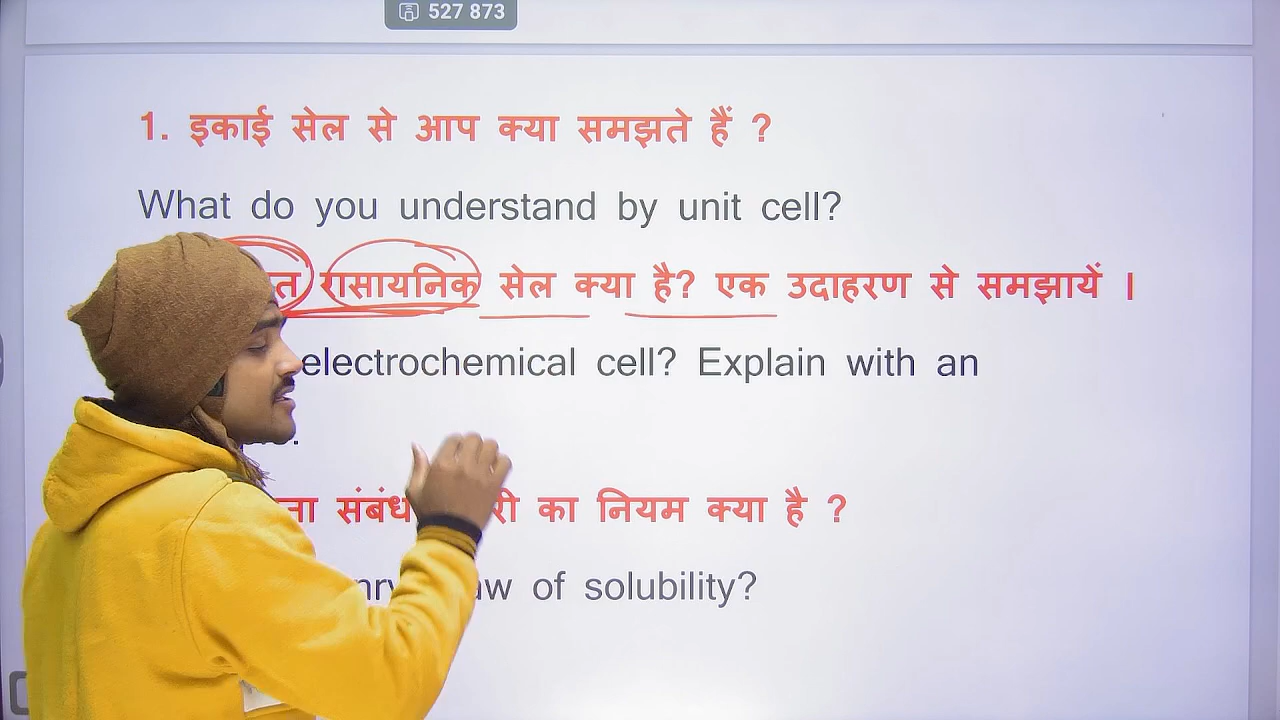 527 873
1. इकाई सेल से आप क्या समझते हैं ?
What do you understand by unit cell?
रासायनिक सेल क्या है? एक उदाहरण से समझायें ।
electrochemical cell? Explain with an
का नियम क्या है ?
of solubility?